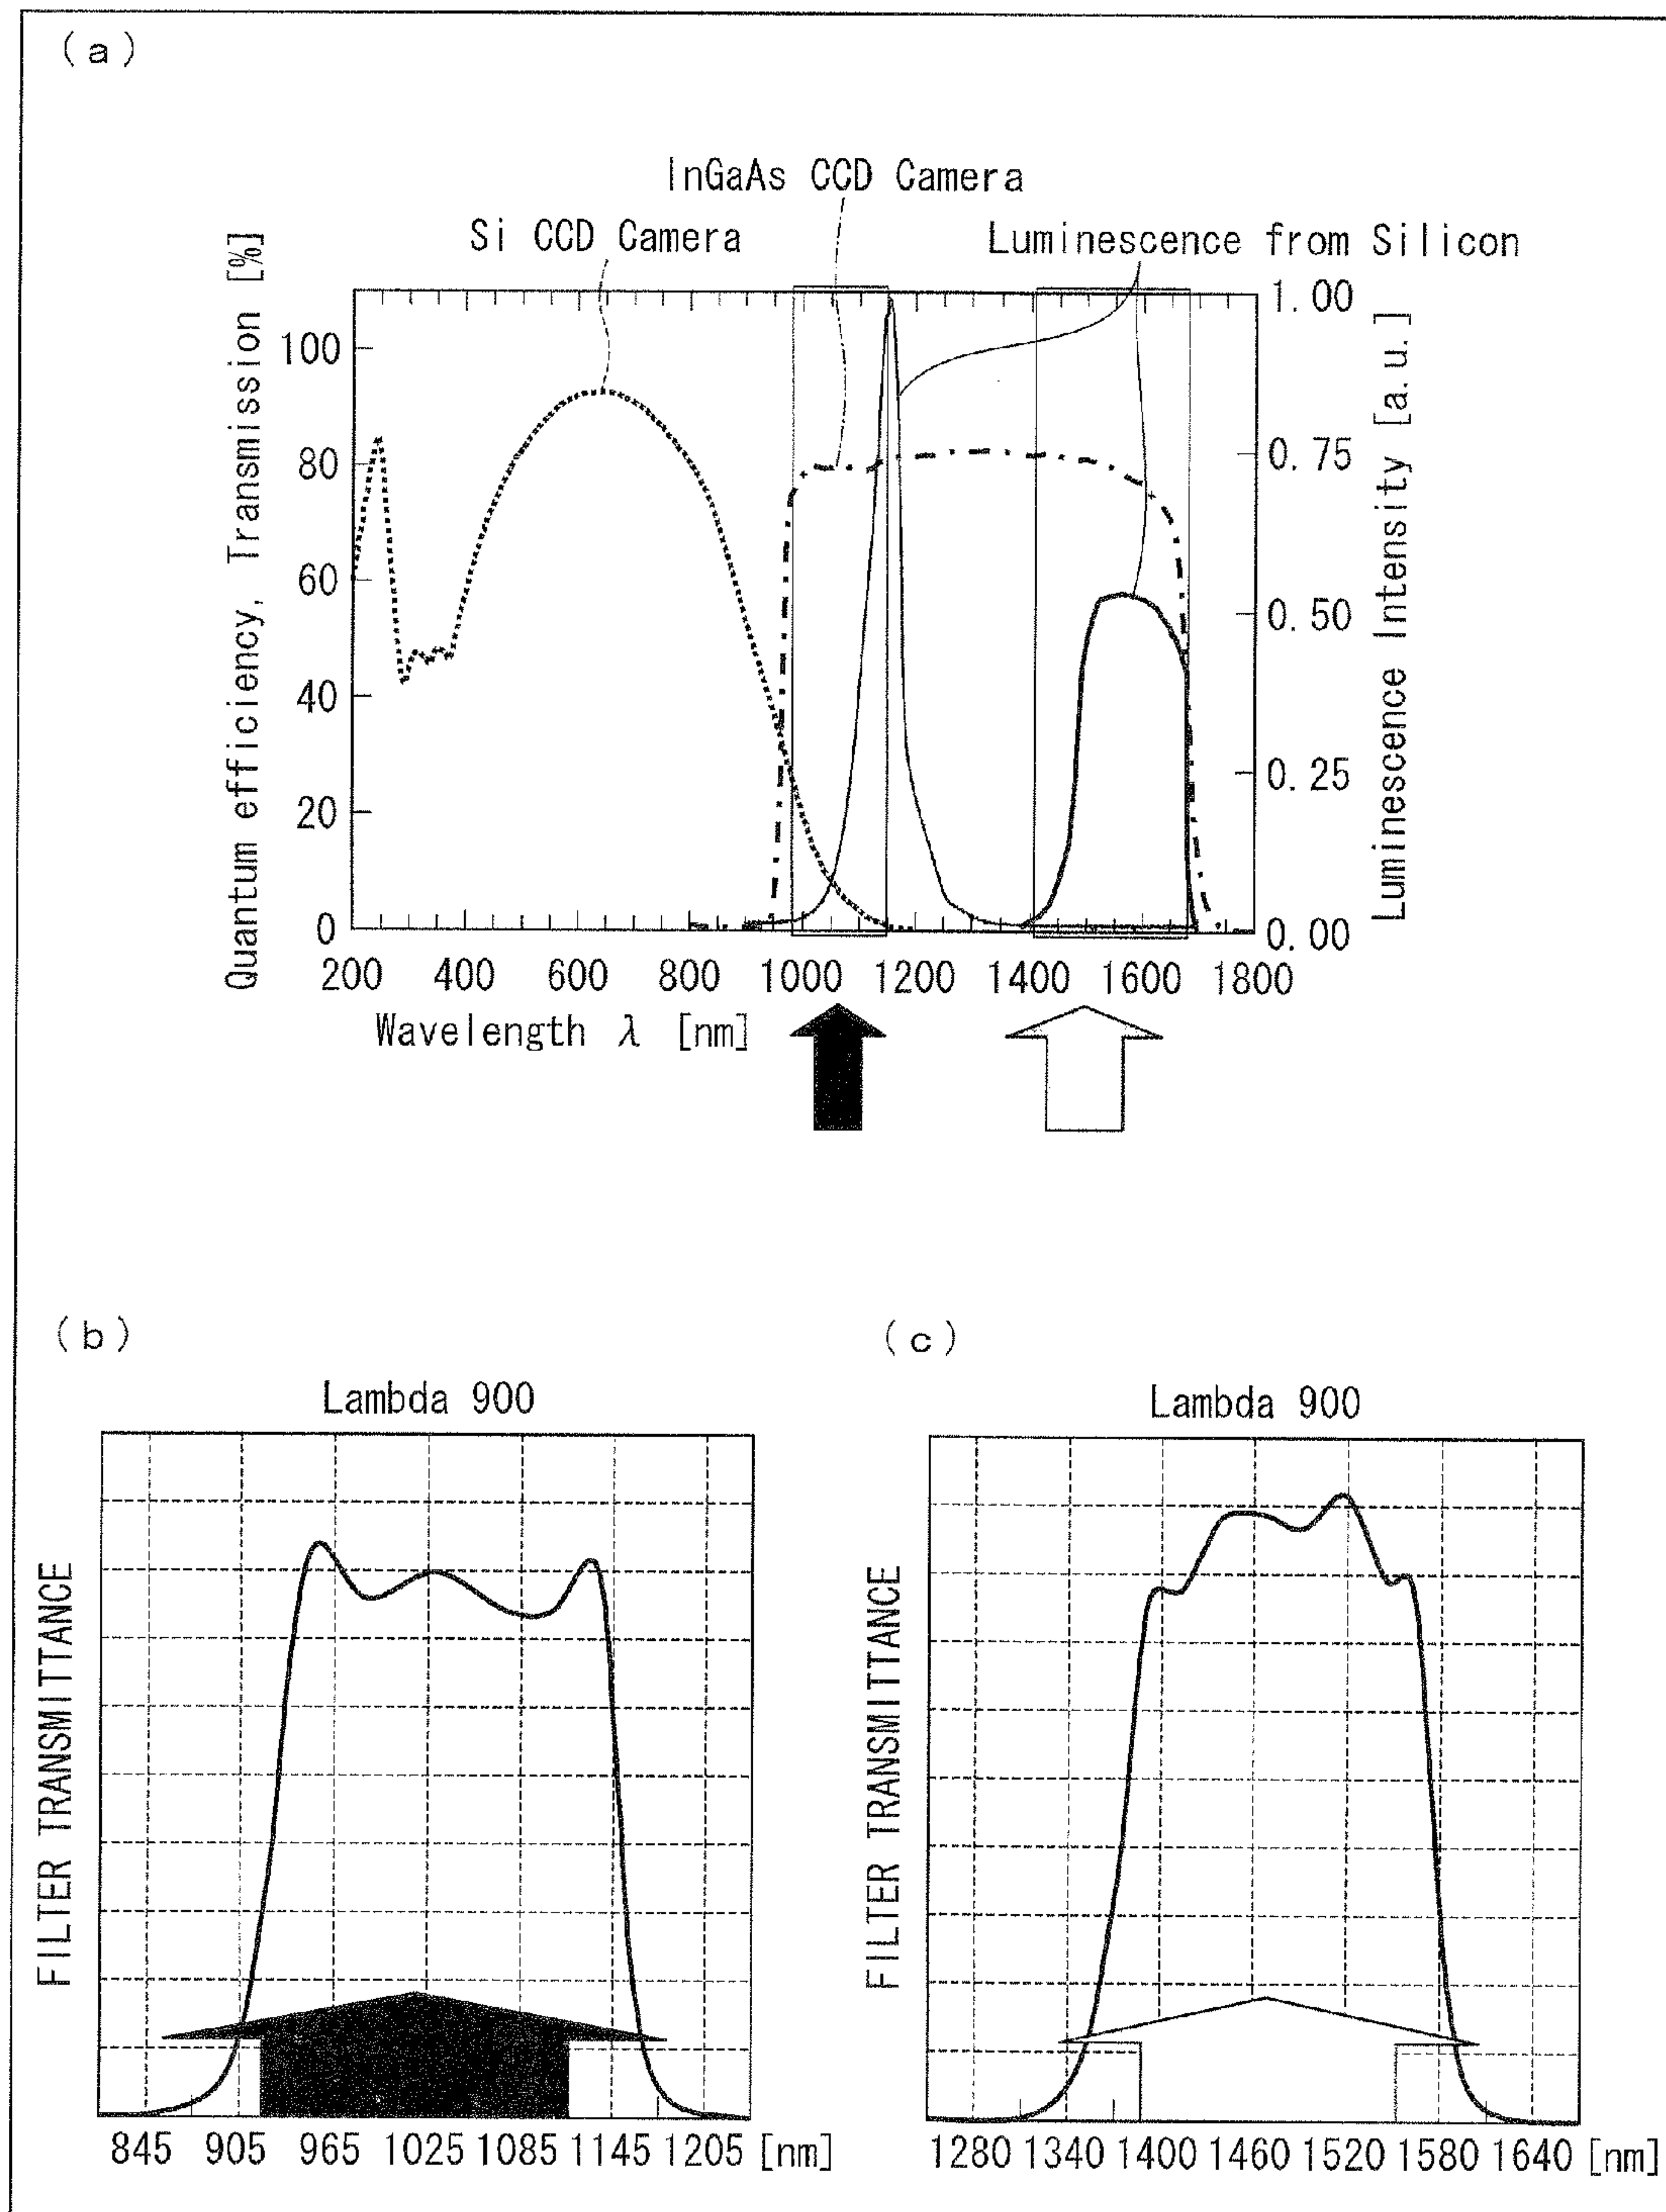 (a)
InGaAs CCD Camera
Si CCD Camera
Luminescence from Silicon
Quantum efficiency, Transmission [%]
100
80
60
40
20
0
1.00
0.75
0.50
0.25
0.00
Luminescence Intensity [a.u.]
200 400 600 800 1000 1200 1400 1600 1800
Wavelength λ [nm]
(b)
Lambda 900
FILTER TRANSMITTANCE
845 905 965 1025 1085 1145 1205 [nm]
(c)
Lambda 900
FILTER TRANSMITTANCE
1280 1340 1400 1460 1520 1580 1640 [nm]